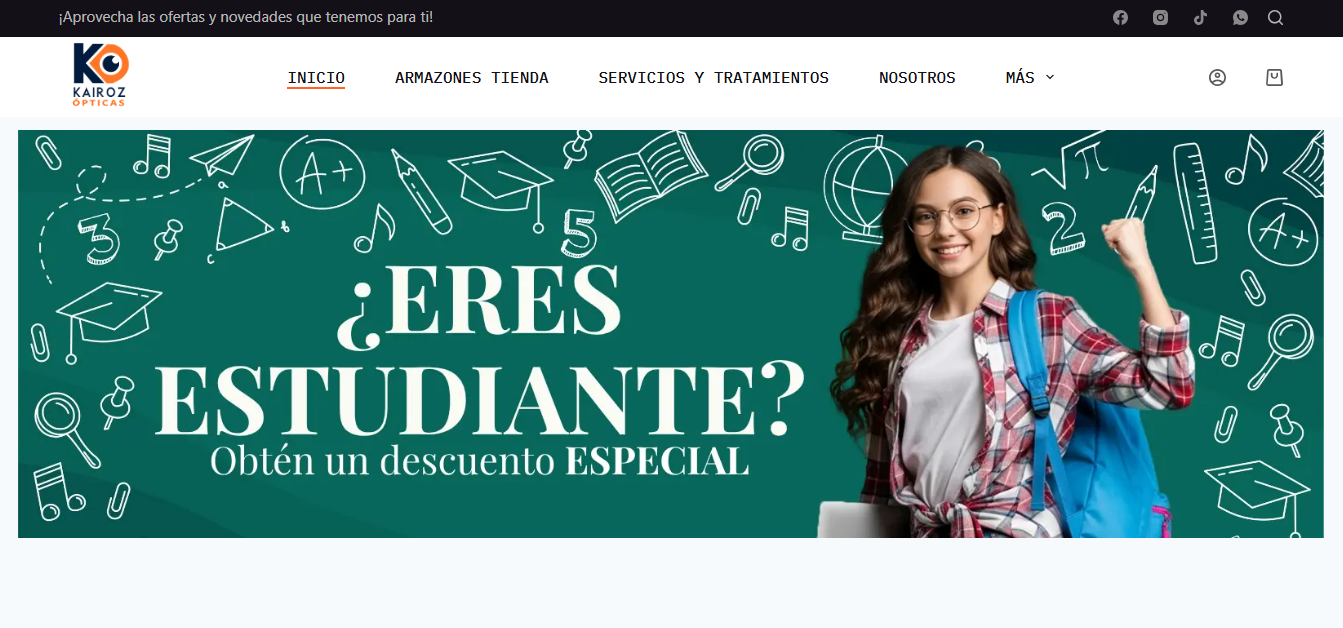 ¡Aprovecha las ofertas y novedades que tenemos para ti!
KO
KAIROZ
ÓPTICAS
INICIO
ARMAZONES TIENDA
SERVICIOS Y TRATAMIENTOS
NOSOTROS
MÁS
A+
a
b
c
3
5
2
√π
A+
¿ERES
ESTUDIANTE?
Obtén un descuento ESPECIAL